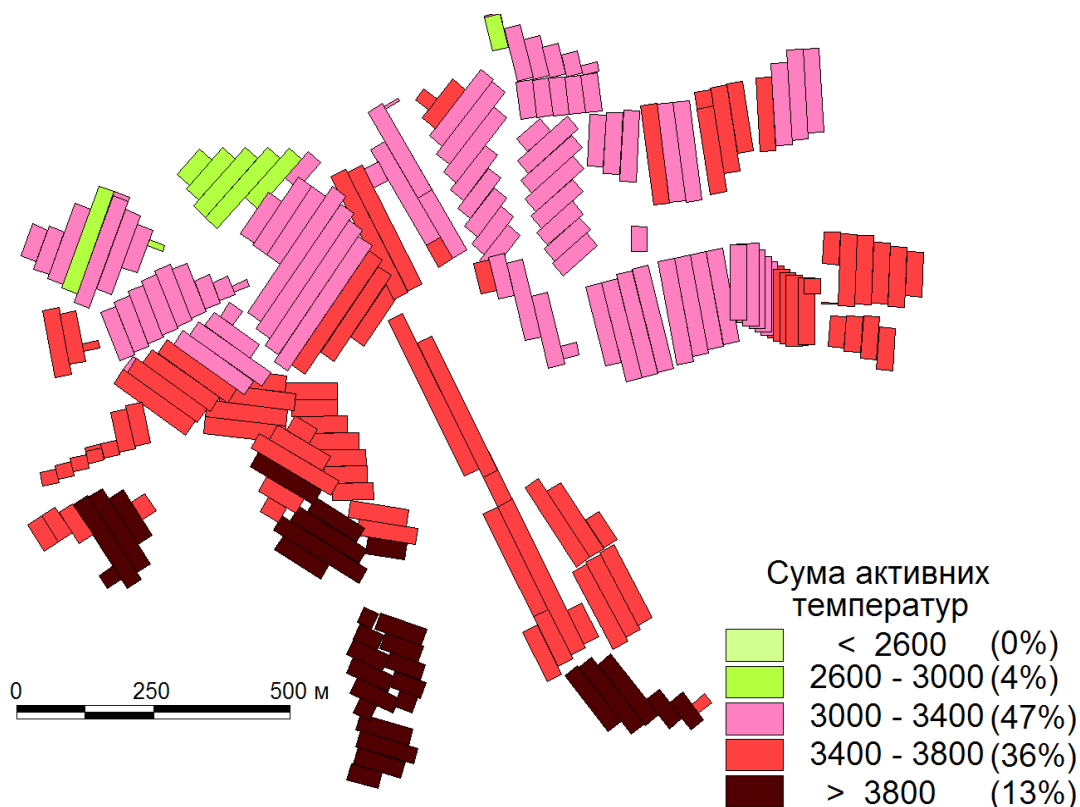 Сума активних
температур
< 2600 (0%)
2600 - 3000 (4%)
3000 - 3400 (47%)
3400 - 3800 (36%)
> 3800 (13%)
0 250 500 м